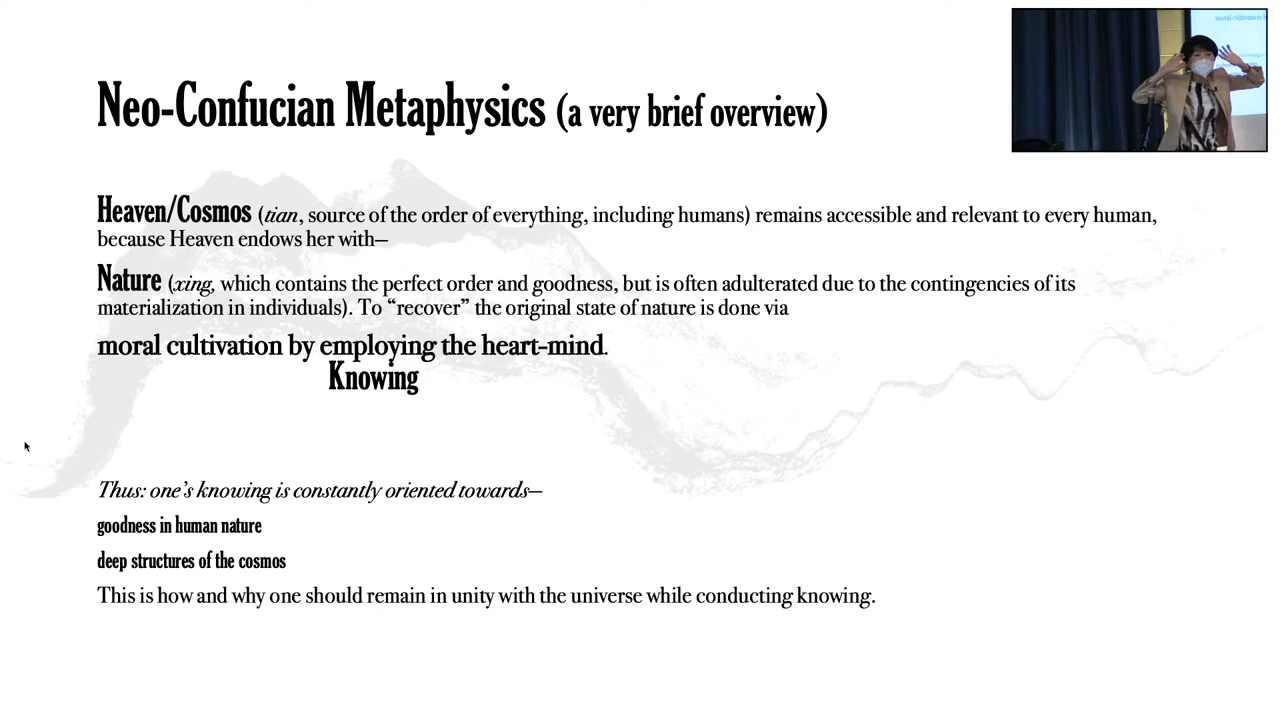 Neo-Confucian Metaphysics (a very brief overview)
Heaven/Cosmos (tian, source of the order of everything, including humans) remains accessible and relevant to every human,
because Heaven endows her with—
Nature (xing, which contains the perfect order and goodness, but is often adulterated due to the contingencies of its
materialization in individuals). To “recover” the original state of nature is done via
moral cultivation by employing the heart-mind.
Knowing
Thus: one’s knowing is constantly oriented towards—
goodness in human nature
deep structures of the cosmos
This is how and why one should remain in unity with the universe while conducting knowing.
moral cultivation